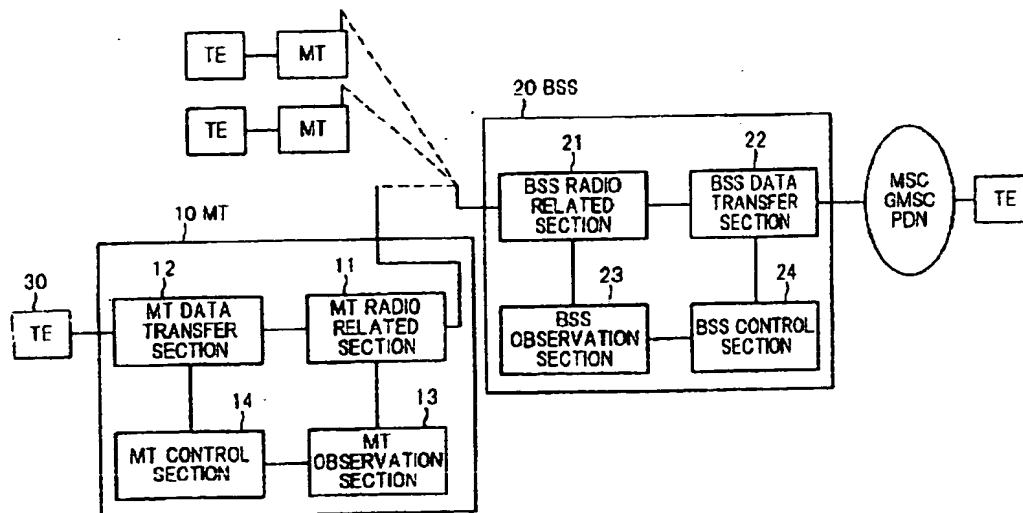 TE
MT
TE
MT
20 BSS
21
22
BSS RADIO
RELATED
SECTION
BSS DATA
TRANSFER
SECTION
MSC
GMSC
PDN
TE
23
24
BSS
OBSERVATION
SECTION
BSS CONTROL
SECTION
10 MT
30
12
11
TE
MT DATA
TRANSFER
SECTION
MT RADIO
RELATED
SECTION
14
13
MT CONTROL
SECTION
MT
OBSERVATION
SECTION